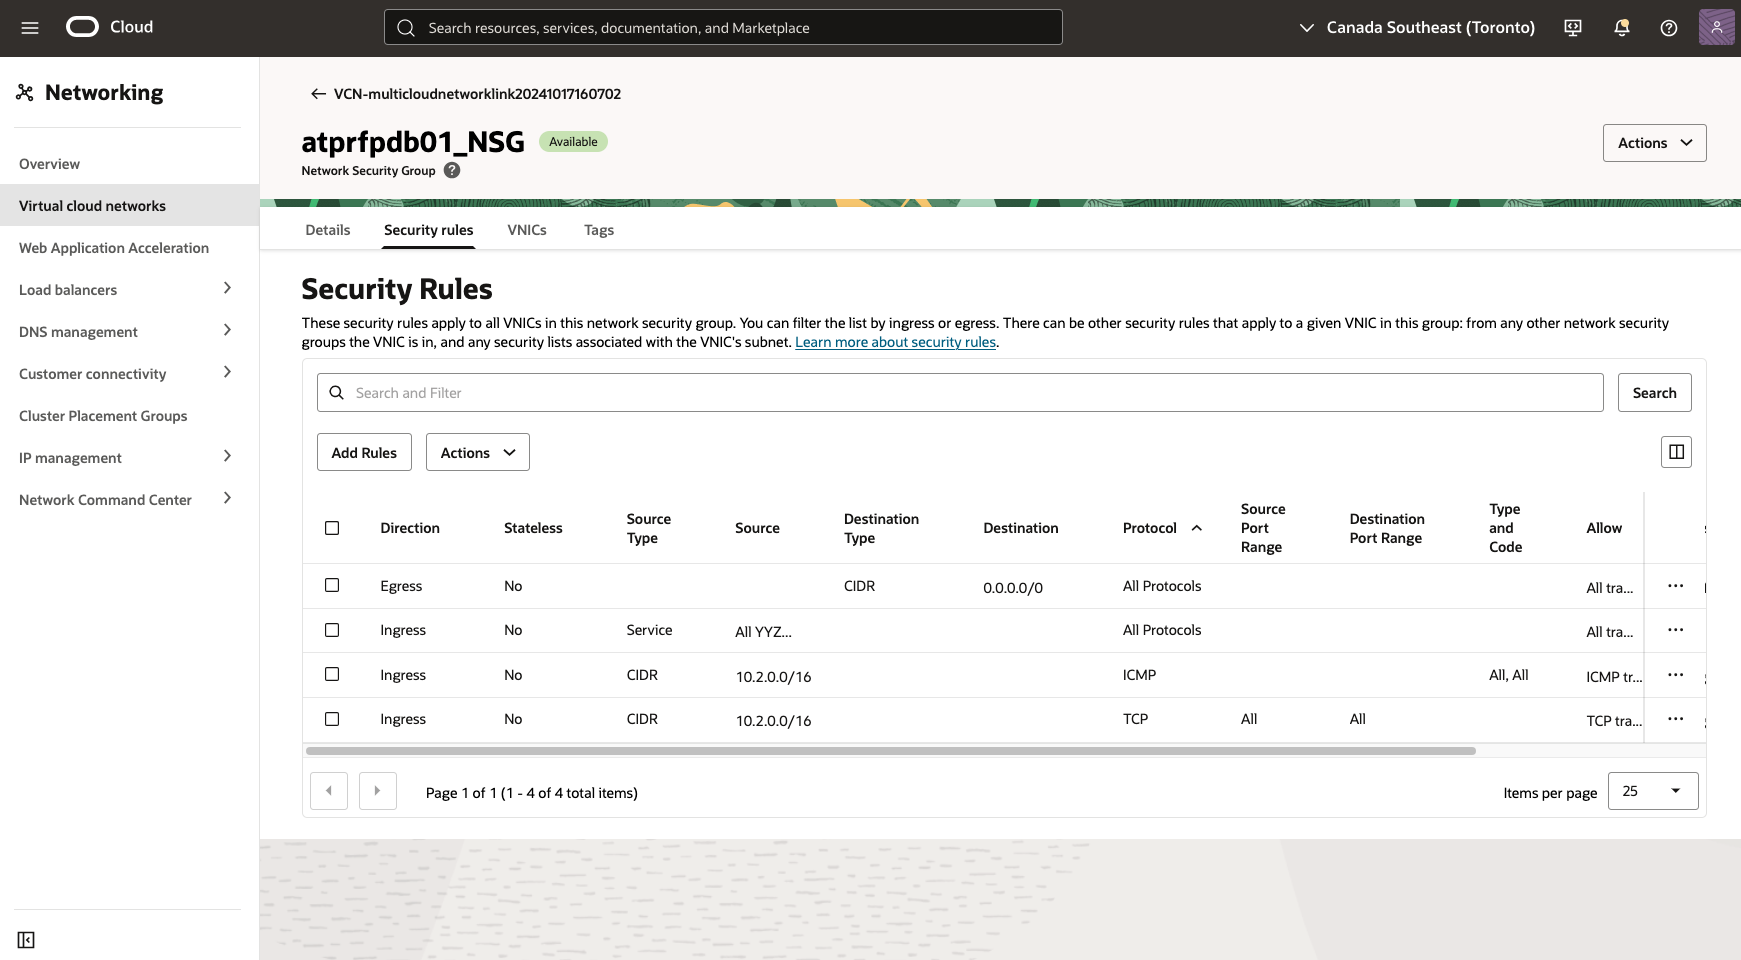 Cloud
Search resources, services, documentation, and Marketplace
Canada Southeast (Toronto)
Networking
Overview
Virtual cloud networks
Web Application Acceleration
Load balancers
DNS management
Customer connectivity
Cluster Placement Groups
IP management
Network Command Center
VCN-multicloudnetworklink20241017160702
atprfpdb01_NSG
Available
Network Security Group ?
Actions
Details Security rules VNICs Tags
Security Rules
These security rules apply to all VNICs in this network security group. You can filter the list by ingress or egress. There can be other security rules that apply to a given VNIC in this group: from any other network security
groups the VNIC is in, and any security lists associated with the VNIC's subnet. Learn more about security rules.
Search and Filter
Search
Add Rules
Actions
Direction Stateless Source Type Source Destination Type Destination Protocol Source Port Range Destination Port Range Type and Code Allow
Egress No CIDR 0.0.0.0/0 All Protocols All tra... ...
Ingress No Service All YYZ... All Protocols All tra... ...
Ingress No CIDR 10.2.0.0/16 ICMP All, All ICMP tr... ...
Ingress No CIDR 10.2.0.0/16 TCP All All TCP tra... ...
Page 1 of 1 (1 - 4 of 4 total items)
Items per page 25